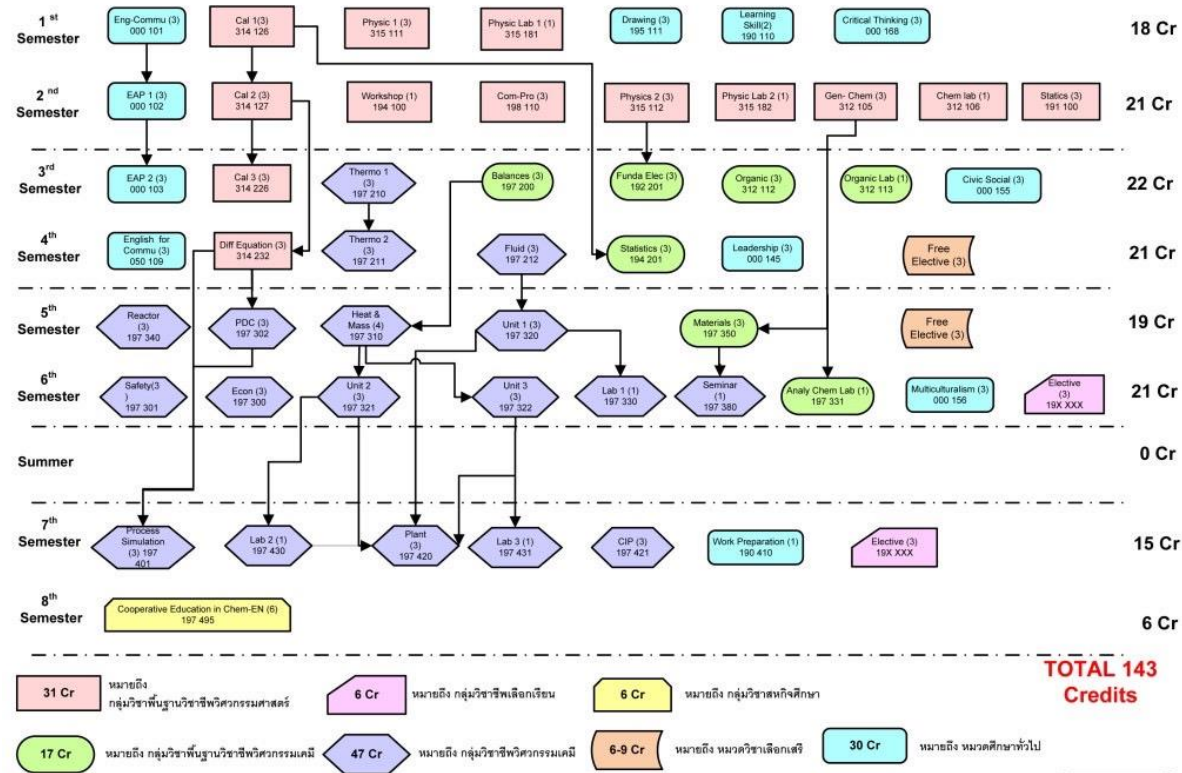 1 st
Semester
Eng-Commu (3)
000 101
Cal 1(3)
314 126
Physic 1 (3)
315 111
Physic Lab 1 (1)
315 181
Drawing (3)
195 111
Learning
Skill(2)
190 110
Critical Thinking (3)
000 168
18 Cr
2 nd
Semester
EAP 1 (3)
000 102
Cal 2 (3)
314 127
Workshop (1)
194 100
Com-Pro (3)
198 110
Physics 2 (3)
315 112
Physic Lab 2 (1)
315 182
Gen- Chem (3)
312 105
Chem lab (1)
312 106
Statics (3)
191 100
21 Cr
3rd
Semester
EAP 2 (3)
000 103
Cal 3 (3)
314 226
Thermo 1
(3)
197 210
Balances (3)
197 200
Funda Elec (3)
192 201
Organic (3)
312 112
Organic Lab (1)
312 113
Civic Social (3)
000 155
22 Cr
4th
Semester
English for
Commu (3)
050 109
Diff Equation (3)
314 232
Thermo 2
(3)
197 211
Fluid (3)
197 212
Statistics (3)
194 201
Leadership (3)
000 145
Free
Elective (3)
21 Cr
5th
Semester
Reactor
(3)
197 340
PDC (3)
197 302
Heat &
Mass (4)
197 310
Unit 1 (3)
197 320
Materials (3)
197 350
Free
Elective (3)
19 Cr
6th
Semester
Safety(3
)
197 301
Econ (3)
197 300
Unit 2
(3)
197 321
Unit 3
(3)
197 322
Lab 1 (1)
197 330
Seminar
(1)
197 380
Analy Chem Lab (1)
197 331
Multiculturalism (3)
000 156
Elective
(3)
19X XXX
21 Cr
Summer
0 Cr
7th
Semester
Process
Simulation
(3) 197
401
Lab 2 (1)
197 430
Plant
(3)
197 420
Lab 3 (1)
197 431
CIP (3)
197 421
Work Preparation (1)
190 410
Elective (3)
19X XXX
15 Cr
8th
Semester
Cooperative Education in Chem-EN (6)
197 495
6 Cr
TOTAL 143
Credits
31 Cr
หมายถึง
กลุ่มวิชาพื้นฐานวิชาชีพวิศวกรรมศาสตร์
6 Cr
หมายถึง กลุ่มวิชาชีพเลือกเรียน
6 Cr
หมายถึง กลุ่มวิชาสหกิจศึกษา
17 Cr
หมายถึง กลุ่มวิชาพื้นฐานวิชาชีพวิศวกรรมเคมี
47 Cr
หมายถึง กลุ่มวิชาชีพวิศวกรรมเคมี
6-9 Cr
หมายถึง หมวดวิชาเลือกเสรี
30 Cr
หมายถึง หมวดศึกษาทั่วไป